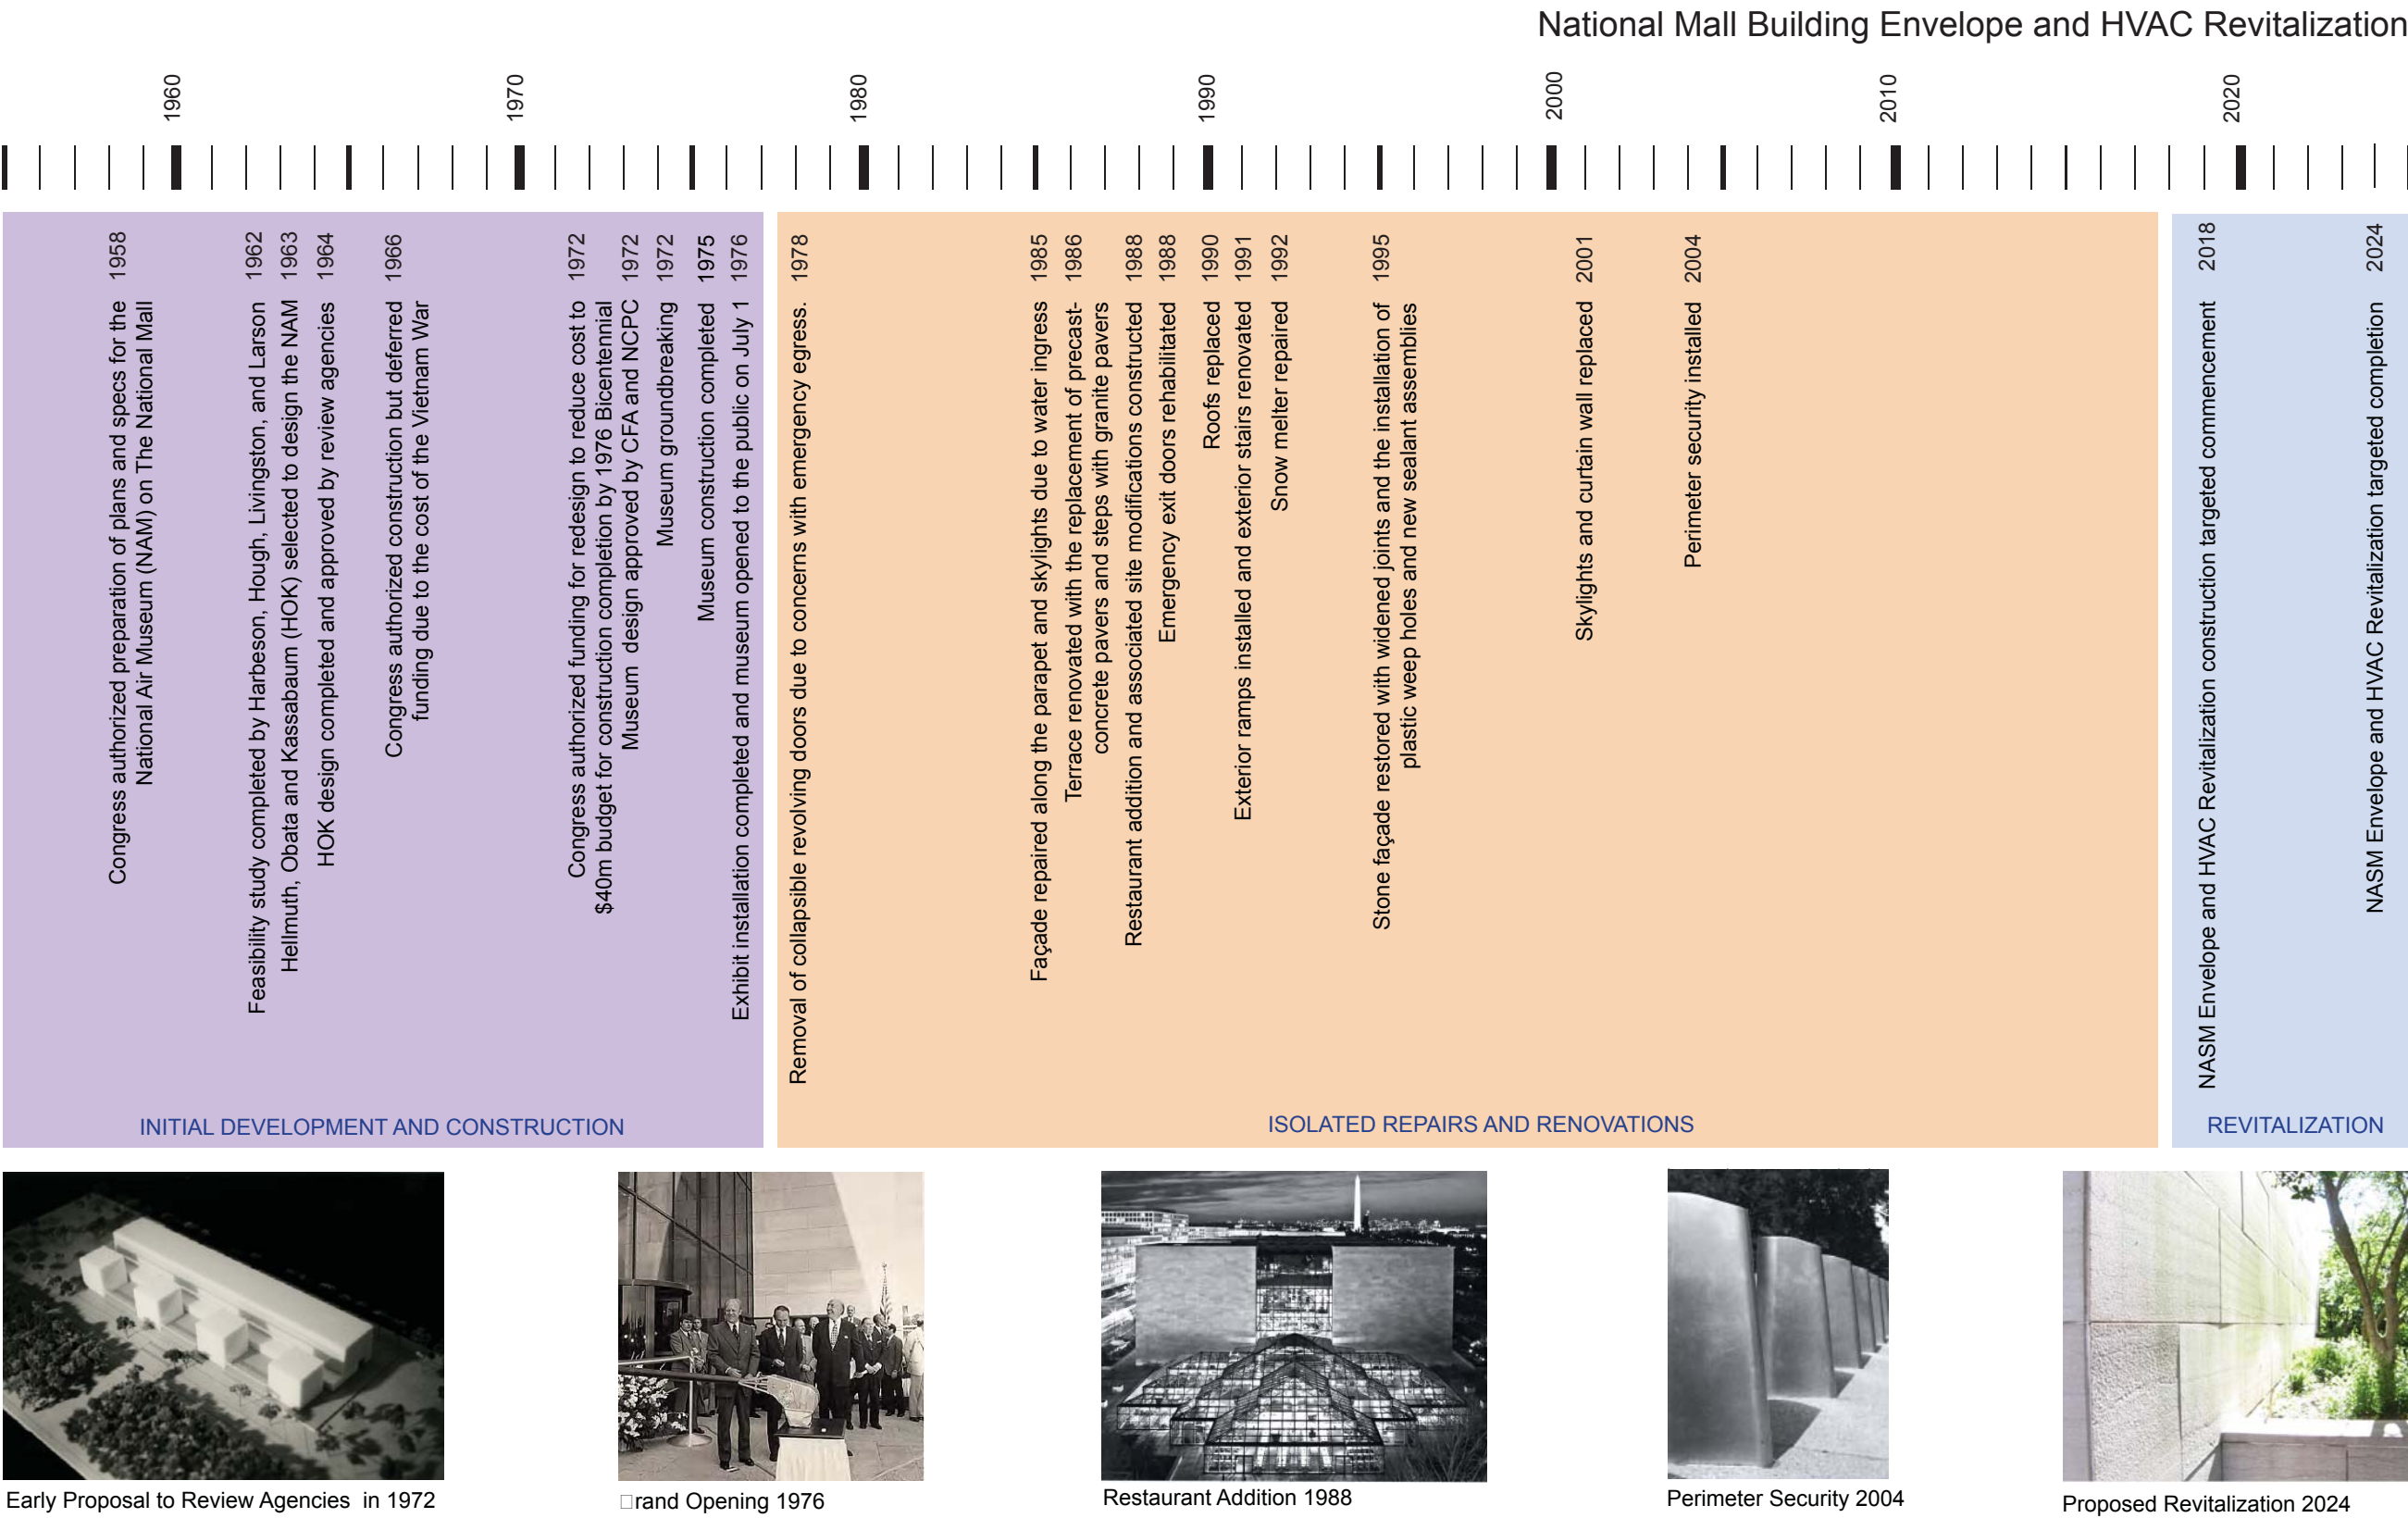 National Mall Building Envelope and HVAC Revitalization
1960
1970
1980
1990
2000
2010
2020
1958
Congress authorized preparation of plans and specs for the
National Air Museum (NAM) on The National Mall
1962
Feasibility study completed by Harbeson, Hough, Livingston, and Larson
1963
Hellmuth, Obata and Kassabaum (HOK) selected to design the NAM
1964
HOK design completed and approved by review agencies
1966
Congress authorized construction but deferred
funding due to the cost of the Vietnam War
1972
Congress authorized funding for redesign to reduce cost to
$40m budget for construction completion by 1976 Bicentennial
1972
Museum design approved by CFA and NCPC
1972
Museum groundbreaking
1975
Museum construction completed
1976
Exhibit installation completed and museum opened to the public on July 1
INITIAL DEVELOPMENT AND CONSTRUCTION
1978
Removal of collapsible revolving doors due to concerns with emergency egress.
1985
Façade repaired along the parapet and skylights due to water ingress
1986
Terrace renovated with the replacement of precast-
concrete pavers and steps with granite pavers
1988
Restaurant addition and associated site modifications constructed
1988
Emergency exit doors rehabilitated
1990
Roofs replaced
1991
Exterior ramps installed and exterior stairs renovated
1992
Snow melter repaired
1995
Stone façade restored with widened joints and the installation of
plastic weep holes and new sealant assemblies
2001
Skylights and curtain wall replaced
2004
Perimeter security installed
ISOLATED REPAIRS AND RENOVATIONS
2018
NASM Envelope and HVAC Revitalization construction targeted commencement
2024
NASM Envelope and HVAC Revitalization targeted completion
REVITALIZATION
Early Proposal to Review Agencies in 1972
□rand Opening 1976
Restaurant Addition 1988
Perimeter Security 2004
Proposed Revitalization 2024